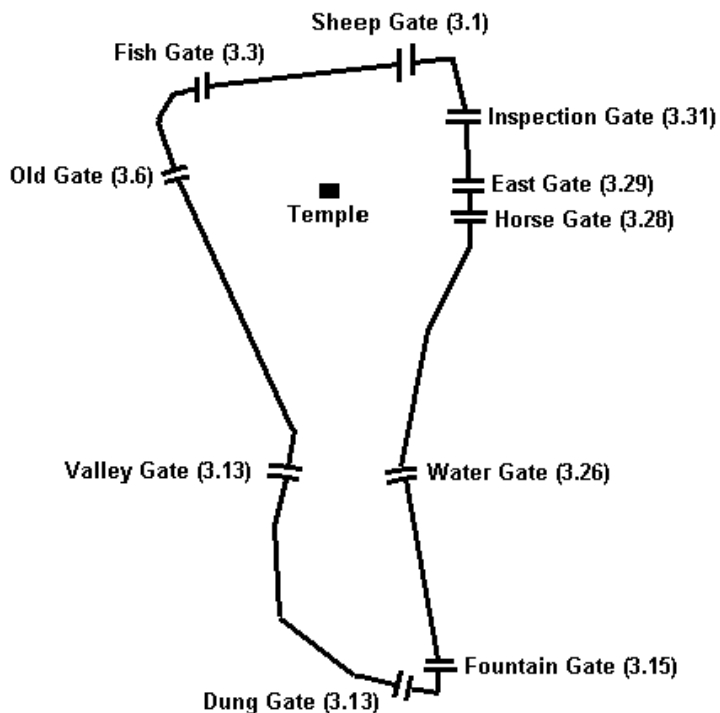 Sheep Gate (3.1)
Fish Gate (3.3)
Inspection Gate (3.31)
Old Gate (3.6)
East Gate (3.29)
Temple
Horse Gate (3.28)
Valley Gate (3.13)
Water Gate (3.26)
Fountain Gate (3.15)
Dung Gate (3.13)